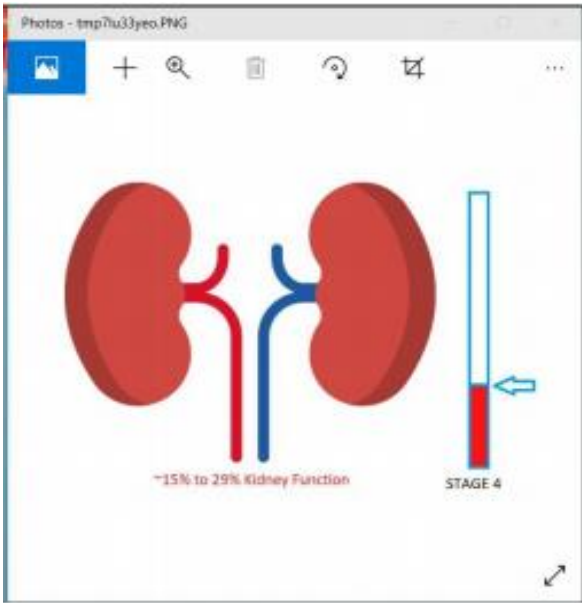 Photos - tmp7lu33yeo.PNG
~15% to 29% Kidney Function
STAGE 4